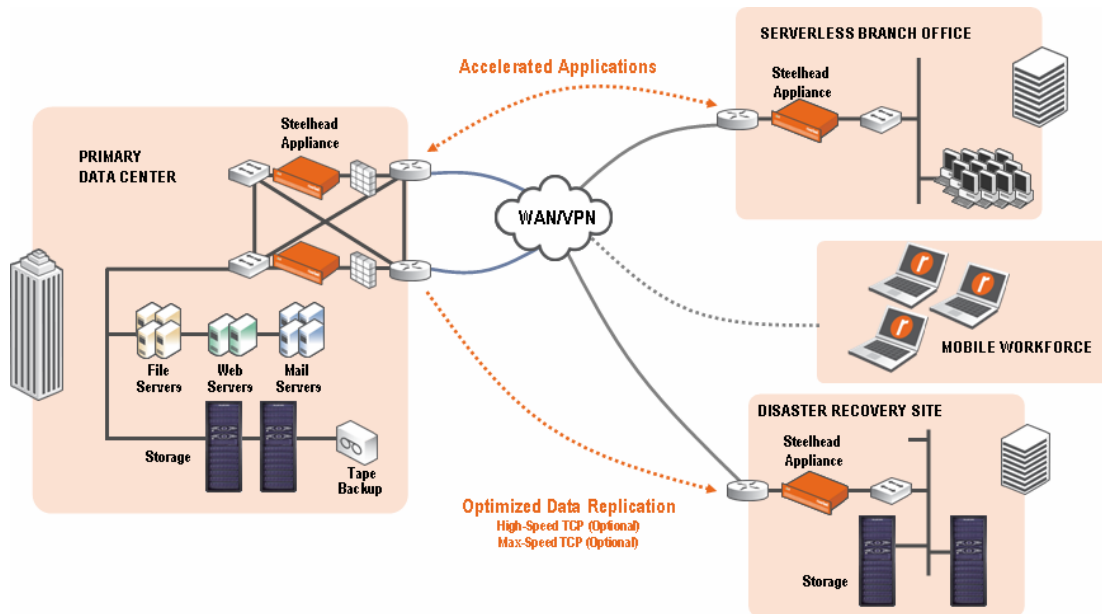 SERVERLESS BRANCH OFFICE
Accelerated Applications
Steelhead
Appliance
Steelhead
Appliance
PRIMARY
DATA CENTER
WAN/VPN
MOBILE WORKFORCE
File
Servers
Web
Servers
Mail
Servers
DISASTER RECOVERY SITE
Steelhead
Appliance
Storage
Tape
Backup
Optimized Data Replication
High-Speed TCP (Optional)
Max-Speed TCP (Optional)
Storage